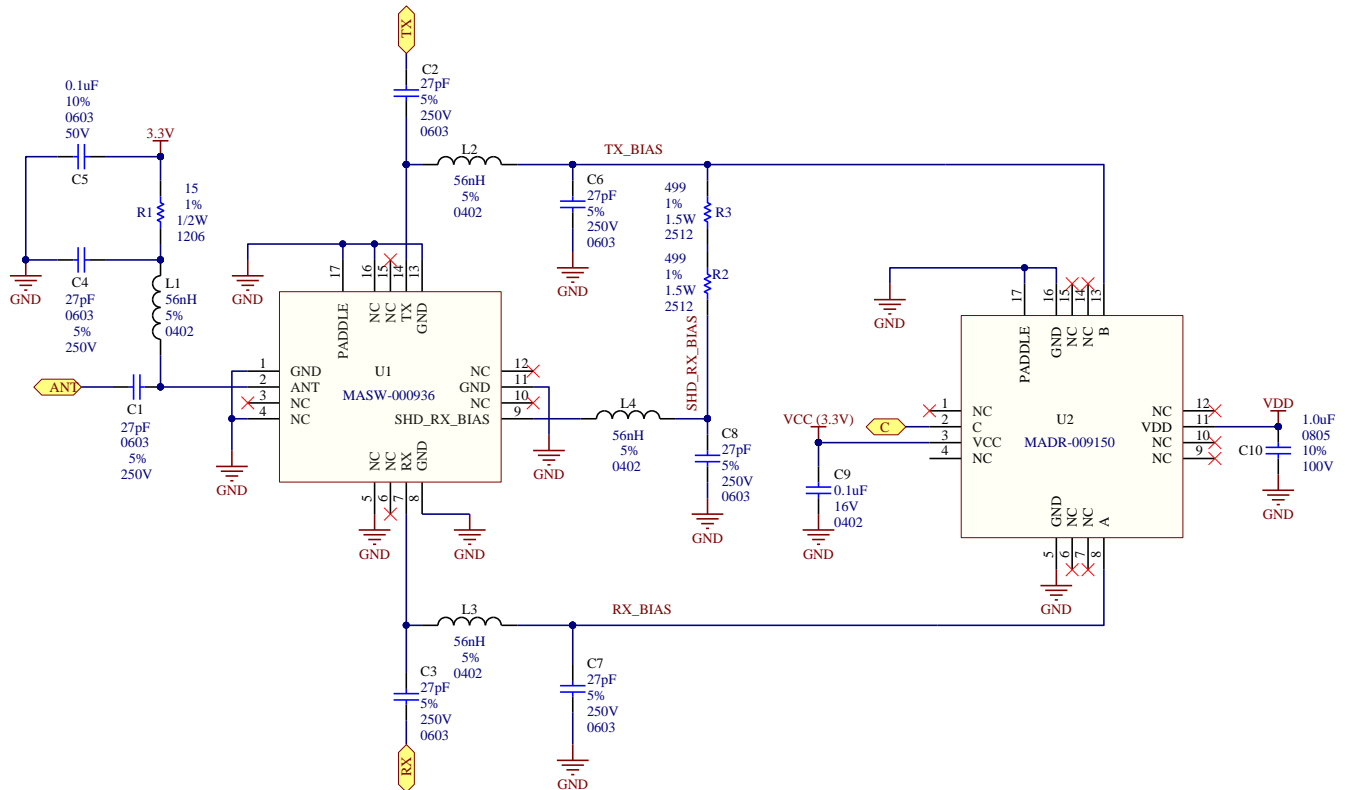 TX
C2
27pF
5%
250V
0603
0.1uF
10%
0603
50V
3.3V
C5
15
1%
1/2W
1206
R1
GND
C4
27pF
0603
5%
250V
L1
56nH
5%
0402
ANT
C1
27pF
0603
5%
250V
L2
56nH
5%
0402
TX_BIAS
C6
27pF
5%
250V
0603
GND
499
1%
1.5W
2512
R3
499
1%
1.5W
2512
R2
SHD_RX_BIAS
GND
17
16
15
14
13
PADDLE
NC
NC
TX
GND
U1
MASW-000936
1
GND
2
ANT
3
NC
4
NC
GND
NC
12
GND
11
NC
10
SHD_RX_BIAS
9
GND
NC
NC
RX
GND
5
6
7
8
GND
GND
L4
56nH
5%
0402
C8
27pF
5%
250V
0603
GND
L3
56nH
5%
0402
RX_BIAS
C3
27pF
5%
250V
0603
RX
C7
27pF
5%
250V
0603
GND
GND
17
16
15
14
13
PADDLE
GND
NC
NC
B
U2
MADR-009150
1
NC
2
C
3
VCC
4
NC
C
VCC (3.3V)
C9
0.1uF
16V
0402
GND
NC
12
VDD
11
NC
10
NC
9
VDD
1.0uF
0805
10%
100V
C10
GND
GND
NC
NC
A
5
6
7
8
GND